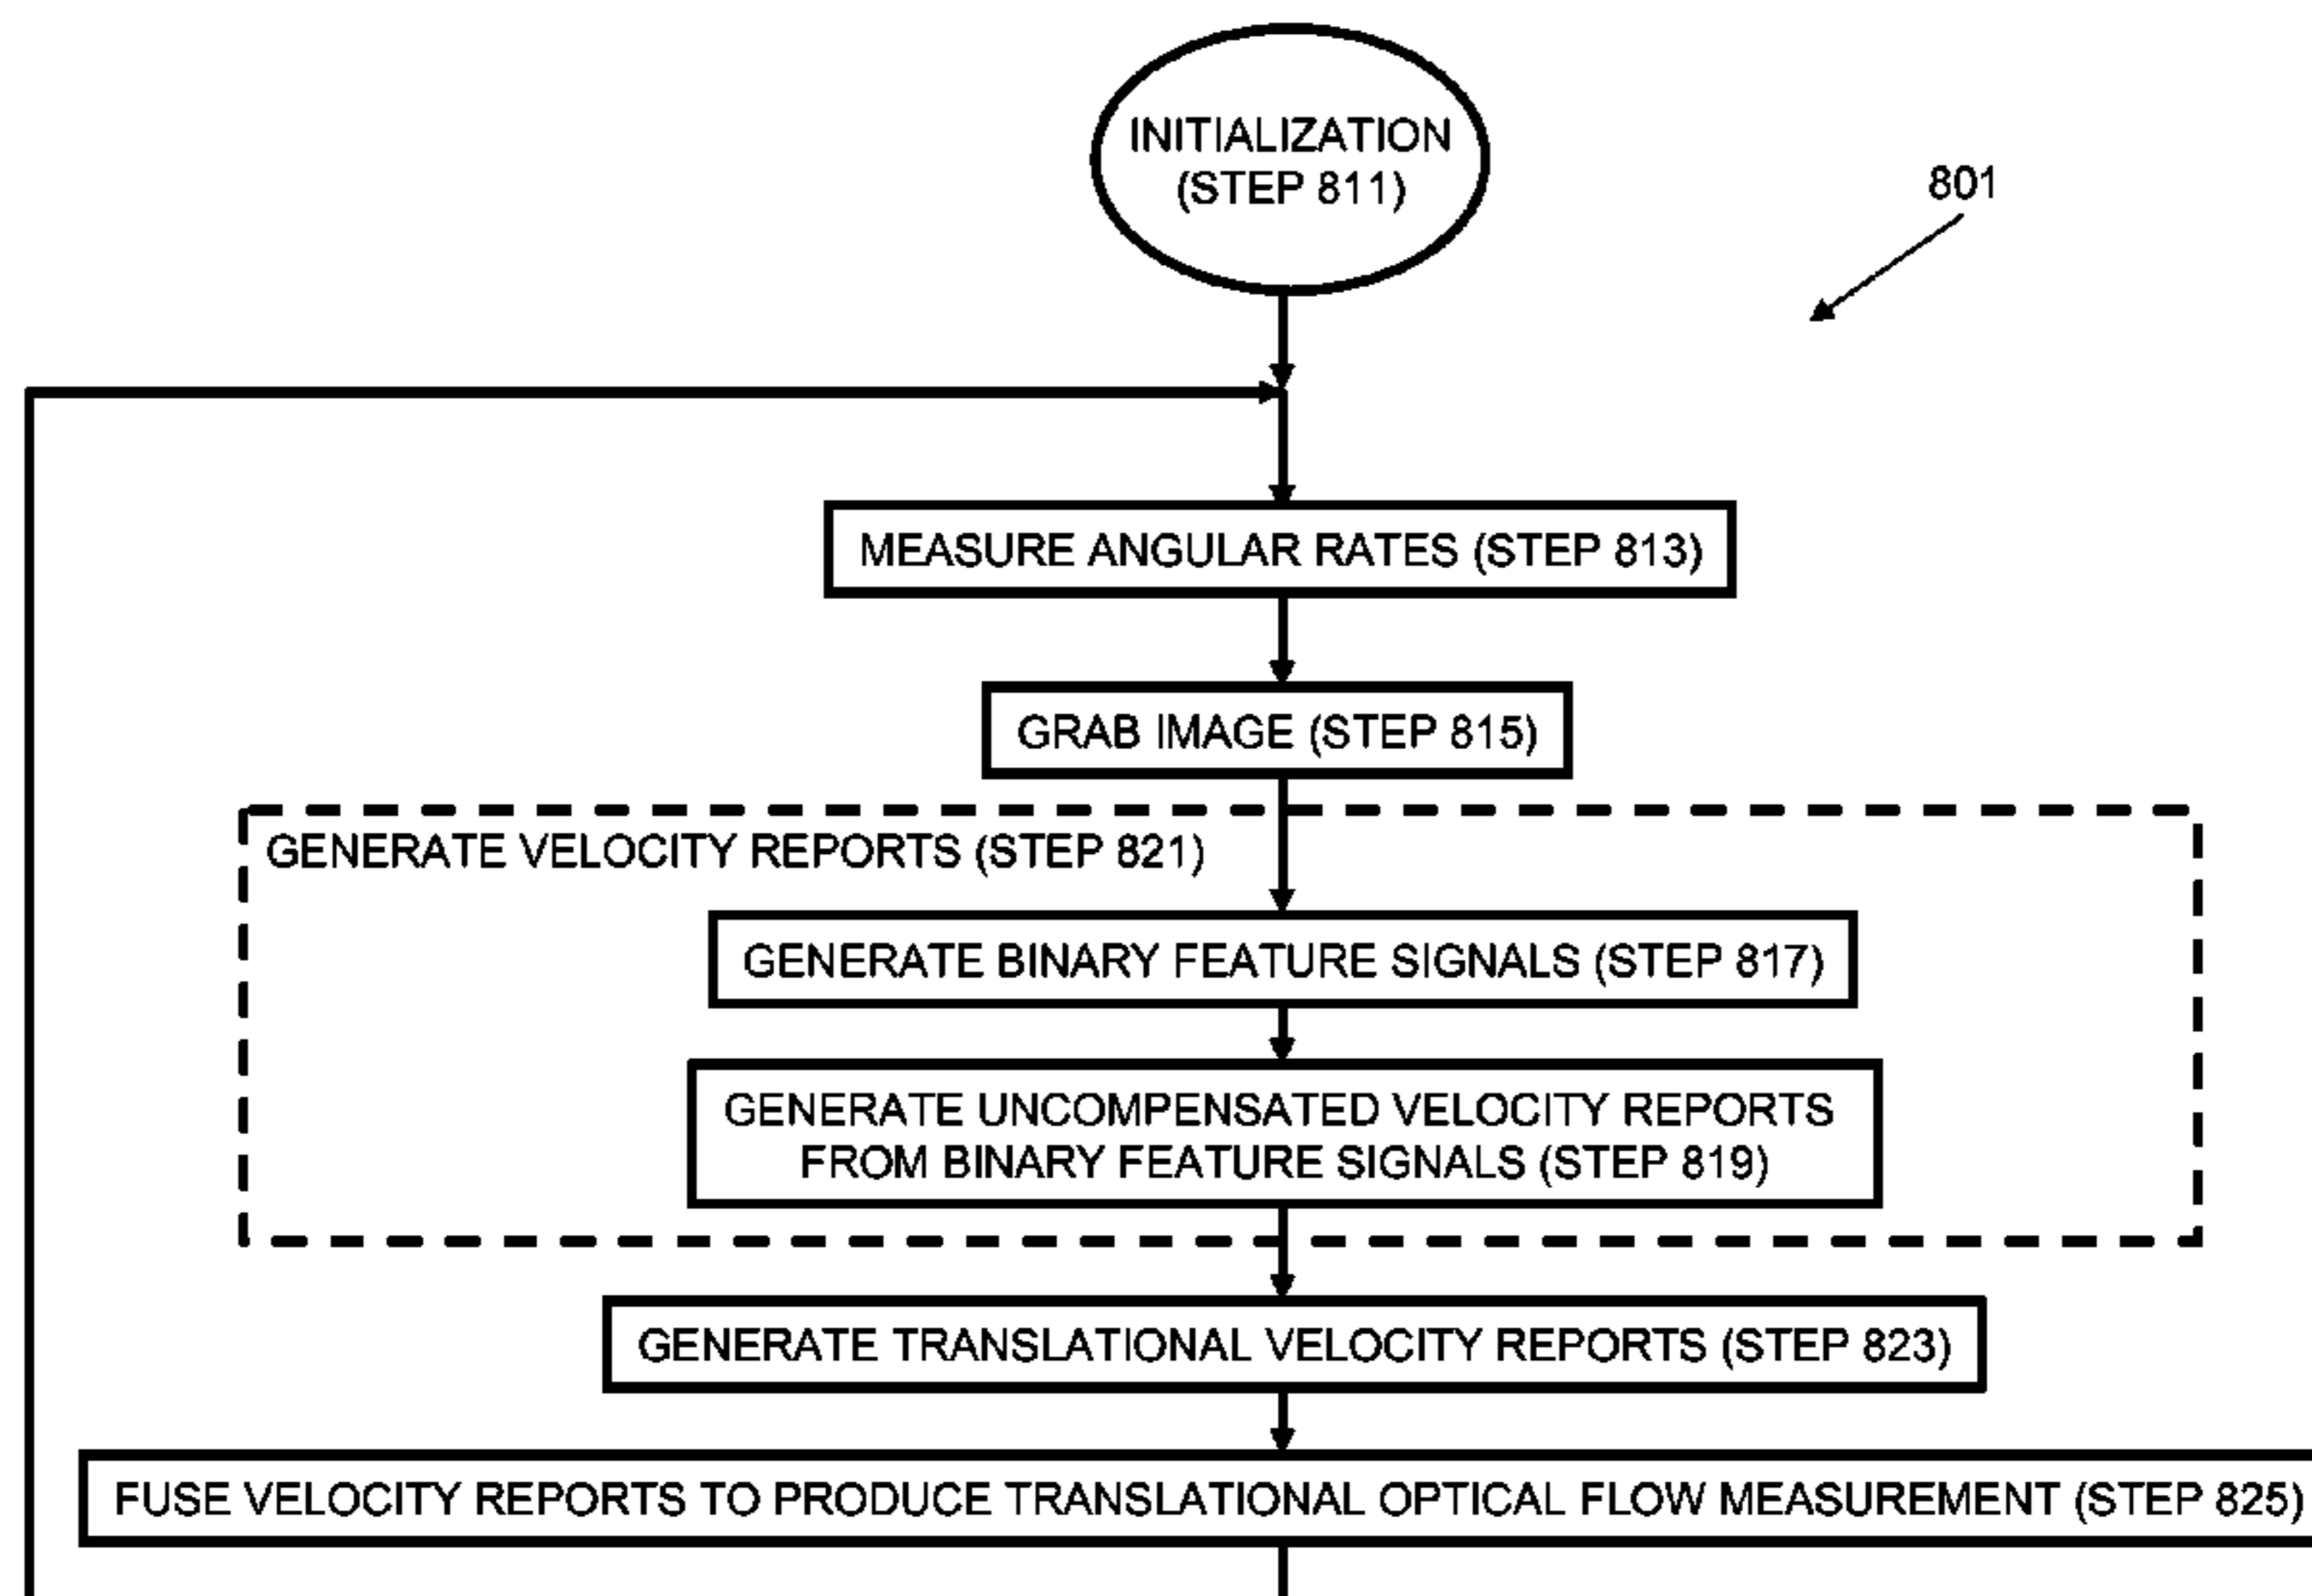 INITIALIZATION
(STEP 811)
801
MEASURE ANGULAR RATES (STEP 813)
GRAB IMAGE (STEP 815)
GENERATE VELOCITY REPORTS (STEP 821)
GENERATE BINARY FEATURE SIGNALS (STEP 817)
GENERATE UNCOMPENSATED VELOCITY REPORTS
FROM BINARY FEATURE SIGNALS (STEP 819)
GENERATE TRANSLATIONAL VELOCITY REPORTS (STEP 823)
FUSE VELOCITY REPORTS TO PRODUCE TRANSLATIONAL OPTICAL FLOW MEASUREMENT (STEP 825)